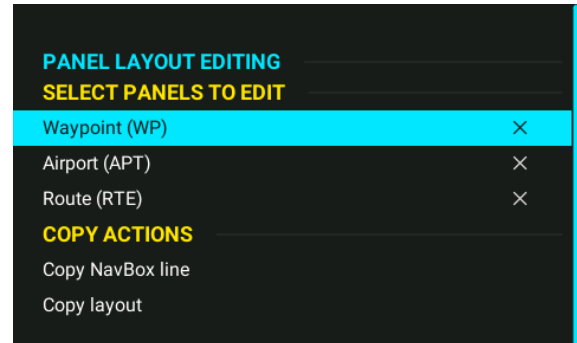 PANEL LAYOUT EDITING
SELECT PANELS TO EDIT
Waypoint (WP)
Airport (APT)
Route (RTE)
COPY ACTIONS
Copy NavBox line
Copy layout